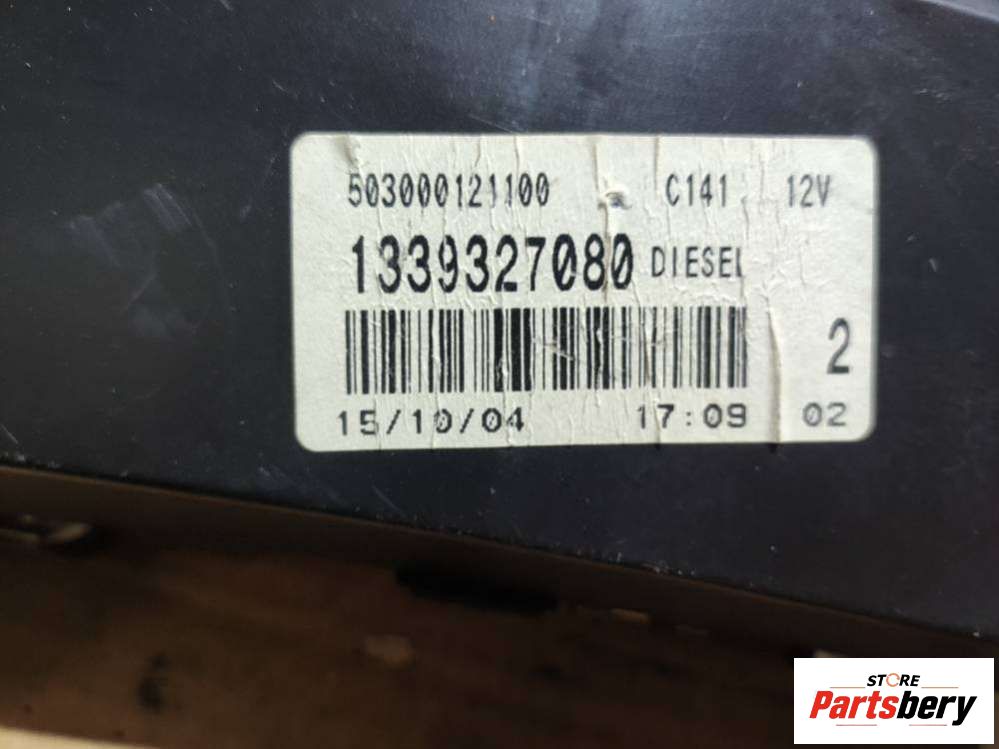 503000121100 C141 12V
1339327080 DIESEL
2
15/10/04 17:09 02
STORE
Partsbery